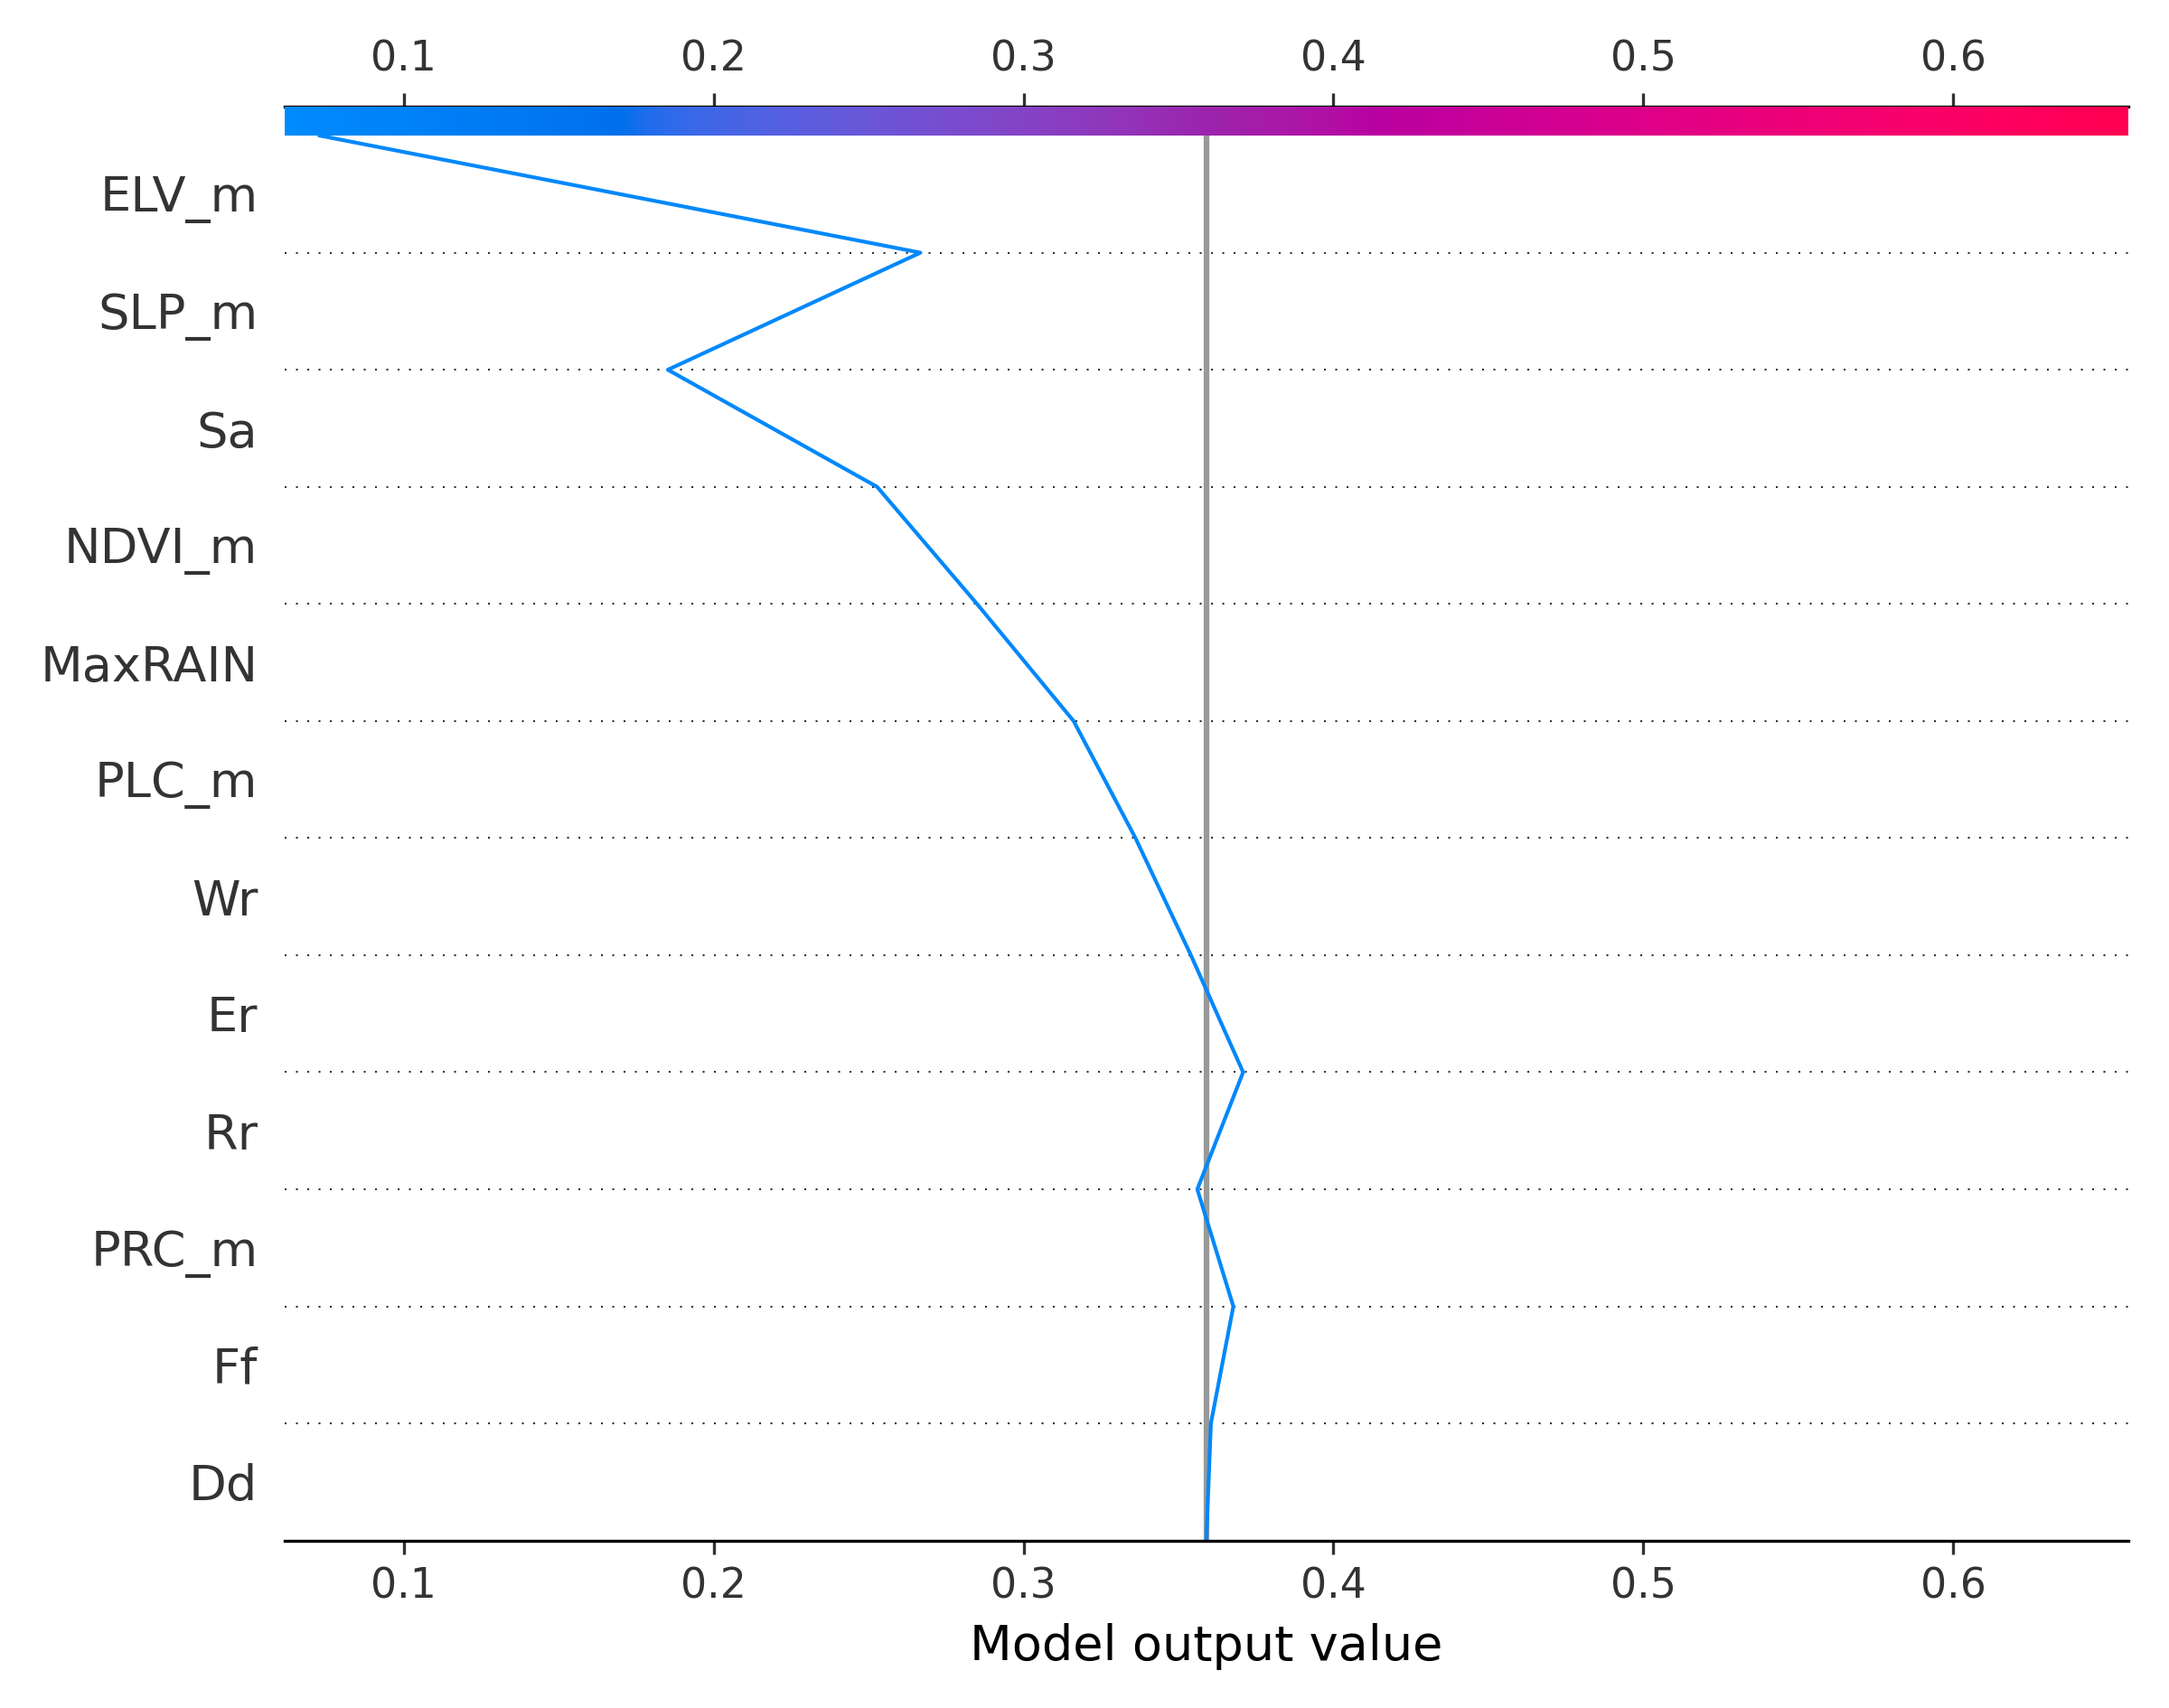 0.1 0.2 0.3 0.4 0.5 0.6
ELV_m
SLP_m
Sa
NDVI_m
MaxRAIN
PLC_m
Wr
Er
Rr
PRC_m
Ff
Dd
0.1 0.2 0.3 0.4 0.5 0.6
Model output value